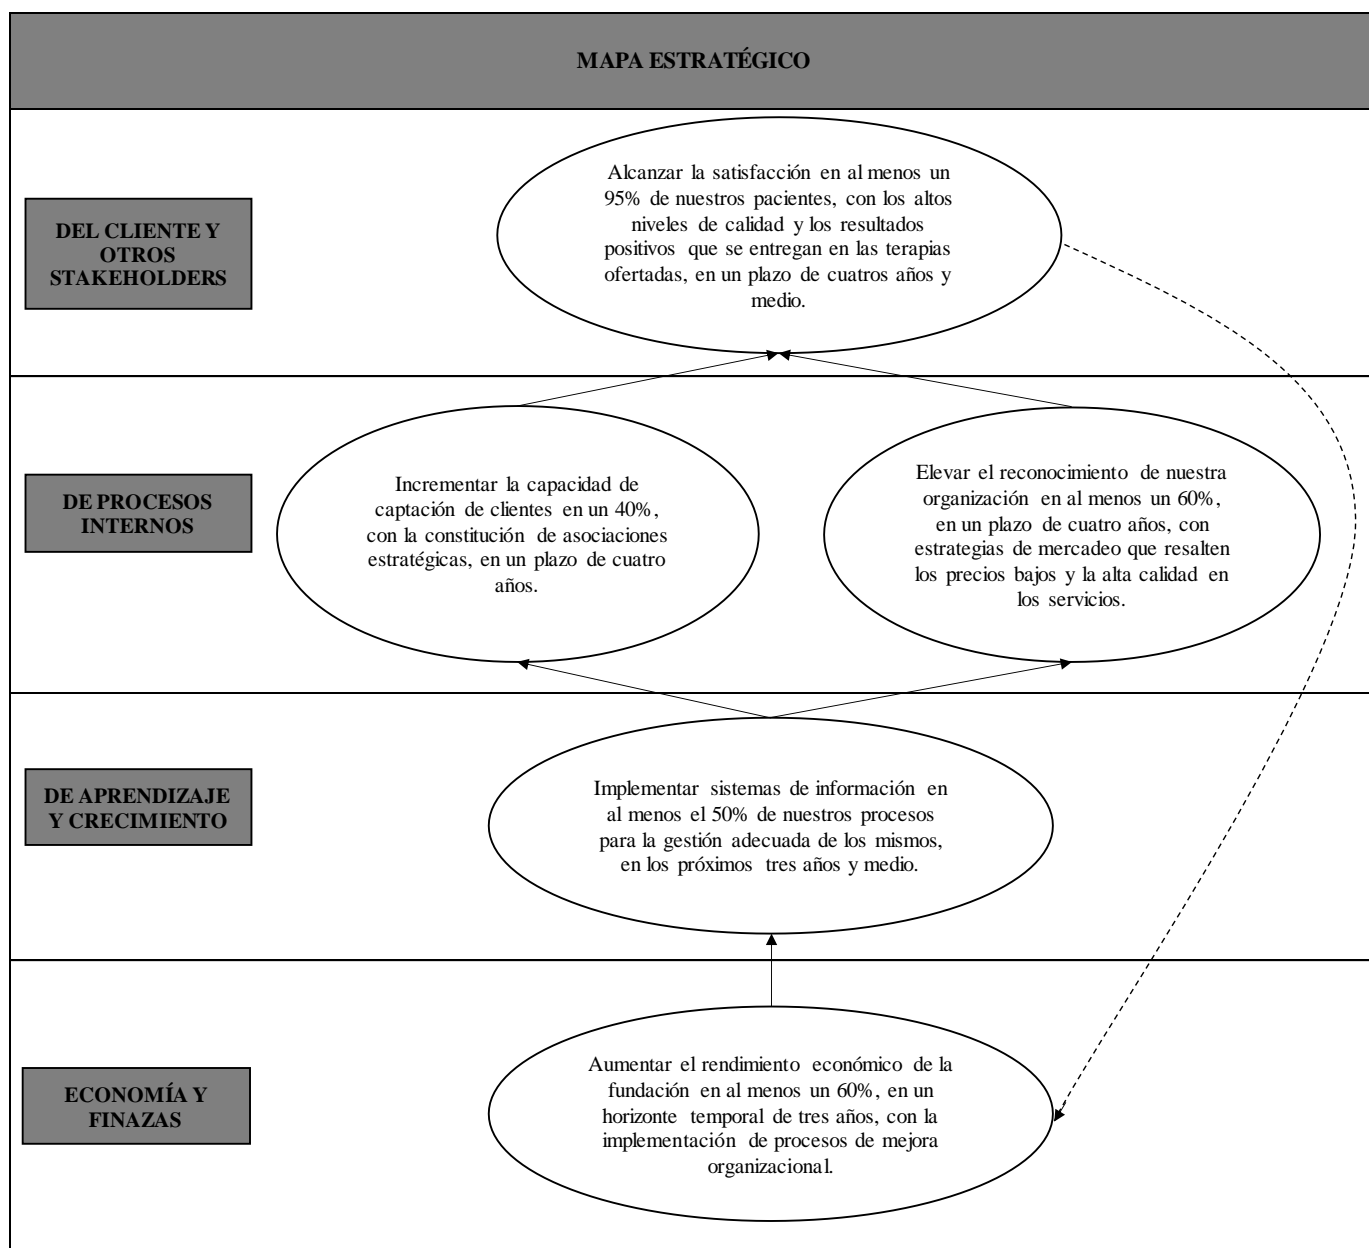 MAPA ESTRATÉGICO
DEL CLIENTE Y
OTROS
STAKEHOLDERS
Alcanzar la satisfacción en al menos un
95% de nuestros pacientes, con los altos
niveles de calidad y los resultados
positivos que se entregan en las terapias
ofertadas, en un plazo de cuatros años y
medio.
DE PROCESOS
INTERNOS
Incrementar la capacidad de
captación de clientes en un 40%,
con la constitución de asociaciones
estratégicas, en un plazo de cuatro
años.
Elevar el reconocimiento de nuestra
organización en al menos un 60%,
en un plazo de cuatro años, con
estrategias de mercadeo que resalten
los precios bajos y la alta calidad en
los servicios.
DE APRENDIZAJE
Y CRECIMIENTO
Implementar sistemas de información en
al menos el 50% de nuestros procesos
para la gestión adecuada de los mismos,
en los próximos tres años y medio.
ECONOMÍA Y
FINAZAS
Aumentar el rendimiento económico de la
fundación en al menos un 60%, en un
horizonte temporal de tres años, con la
implementación de procesos de mejora
organizacional.